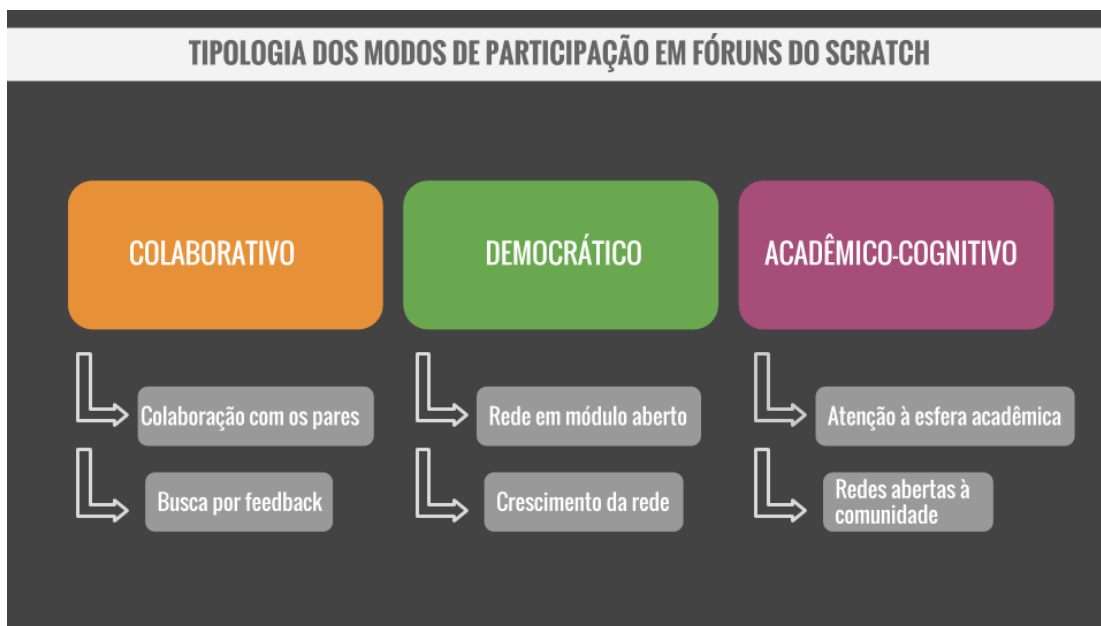 TIPOLOGIA DOS MODOS DE PARTICIPAÇÃO EM FÓRUNS DO SCRATCH
COLABORATIVO
DEMOCRÁTICO
ACADÊMICO-COGNITIVO
Colaboração com os pares
Rede em módulo aberto
Atenção à esfera acadêmica
Busca por feedback
Crescimento da rede
Redes abertas à
comunidade